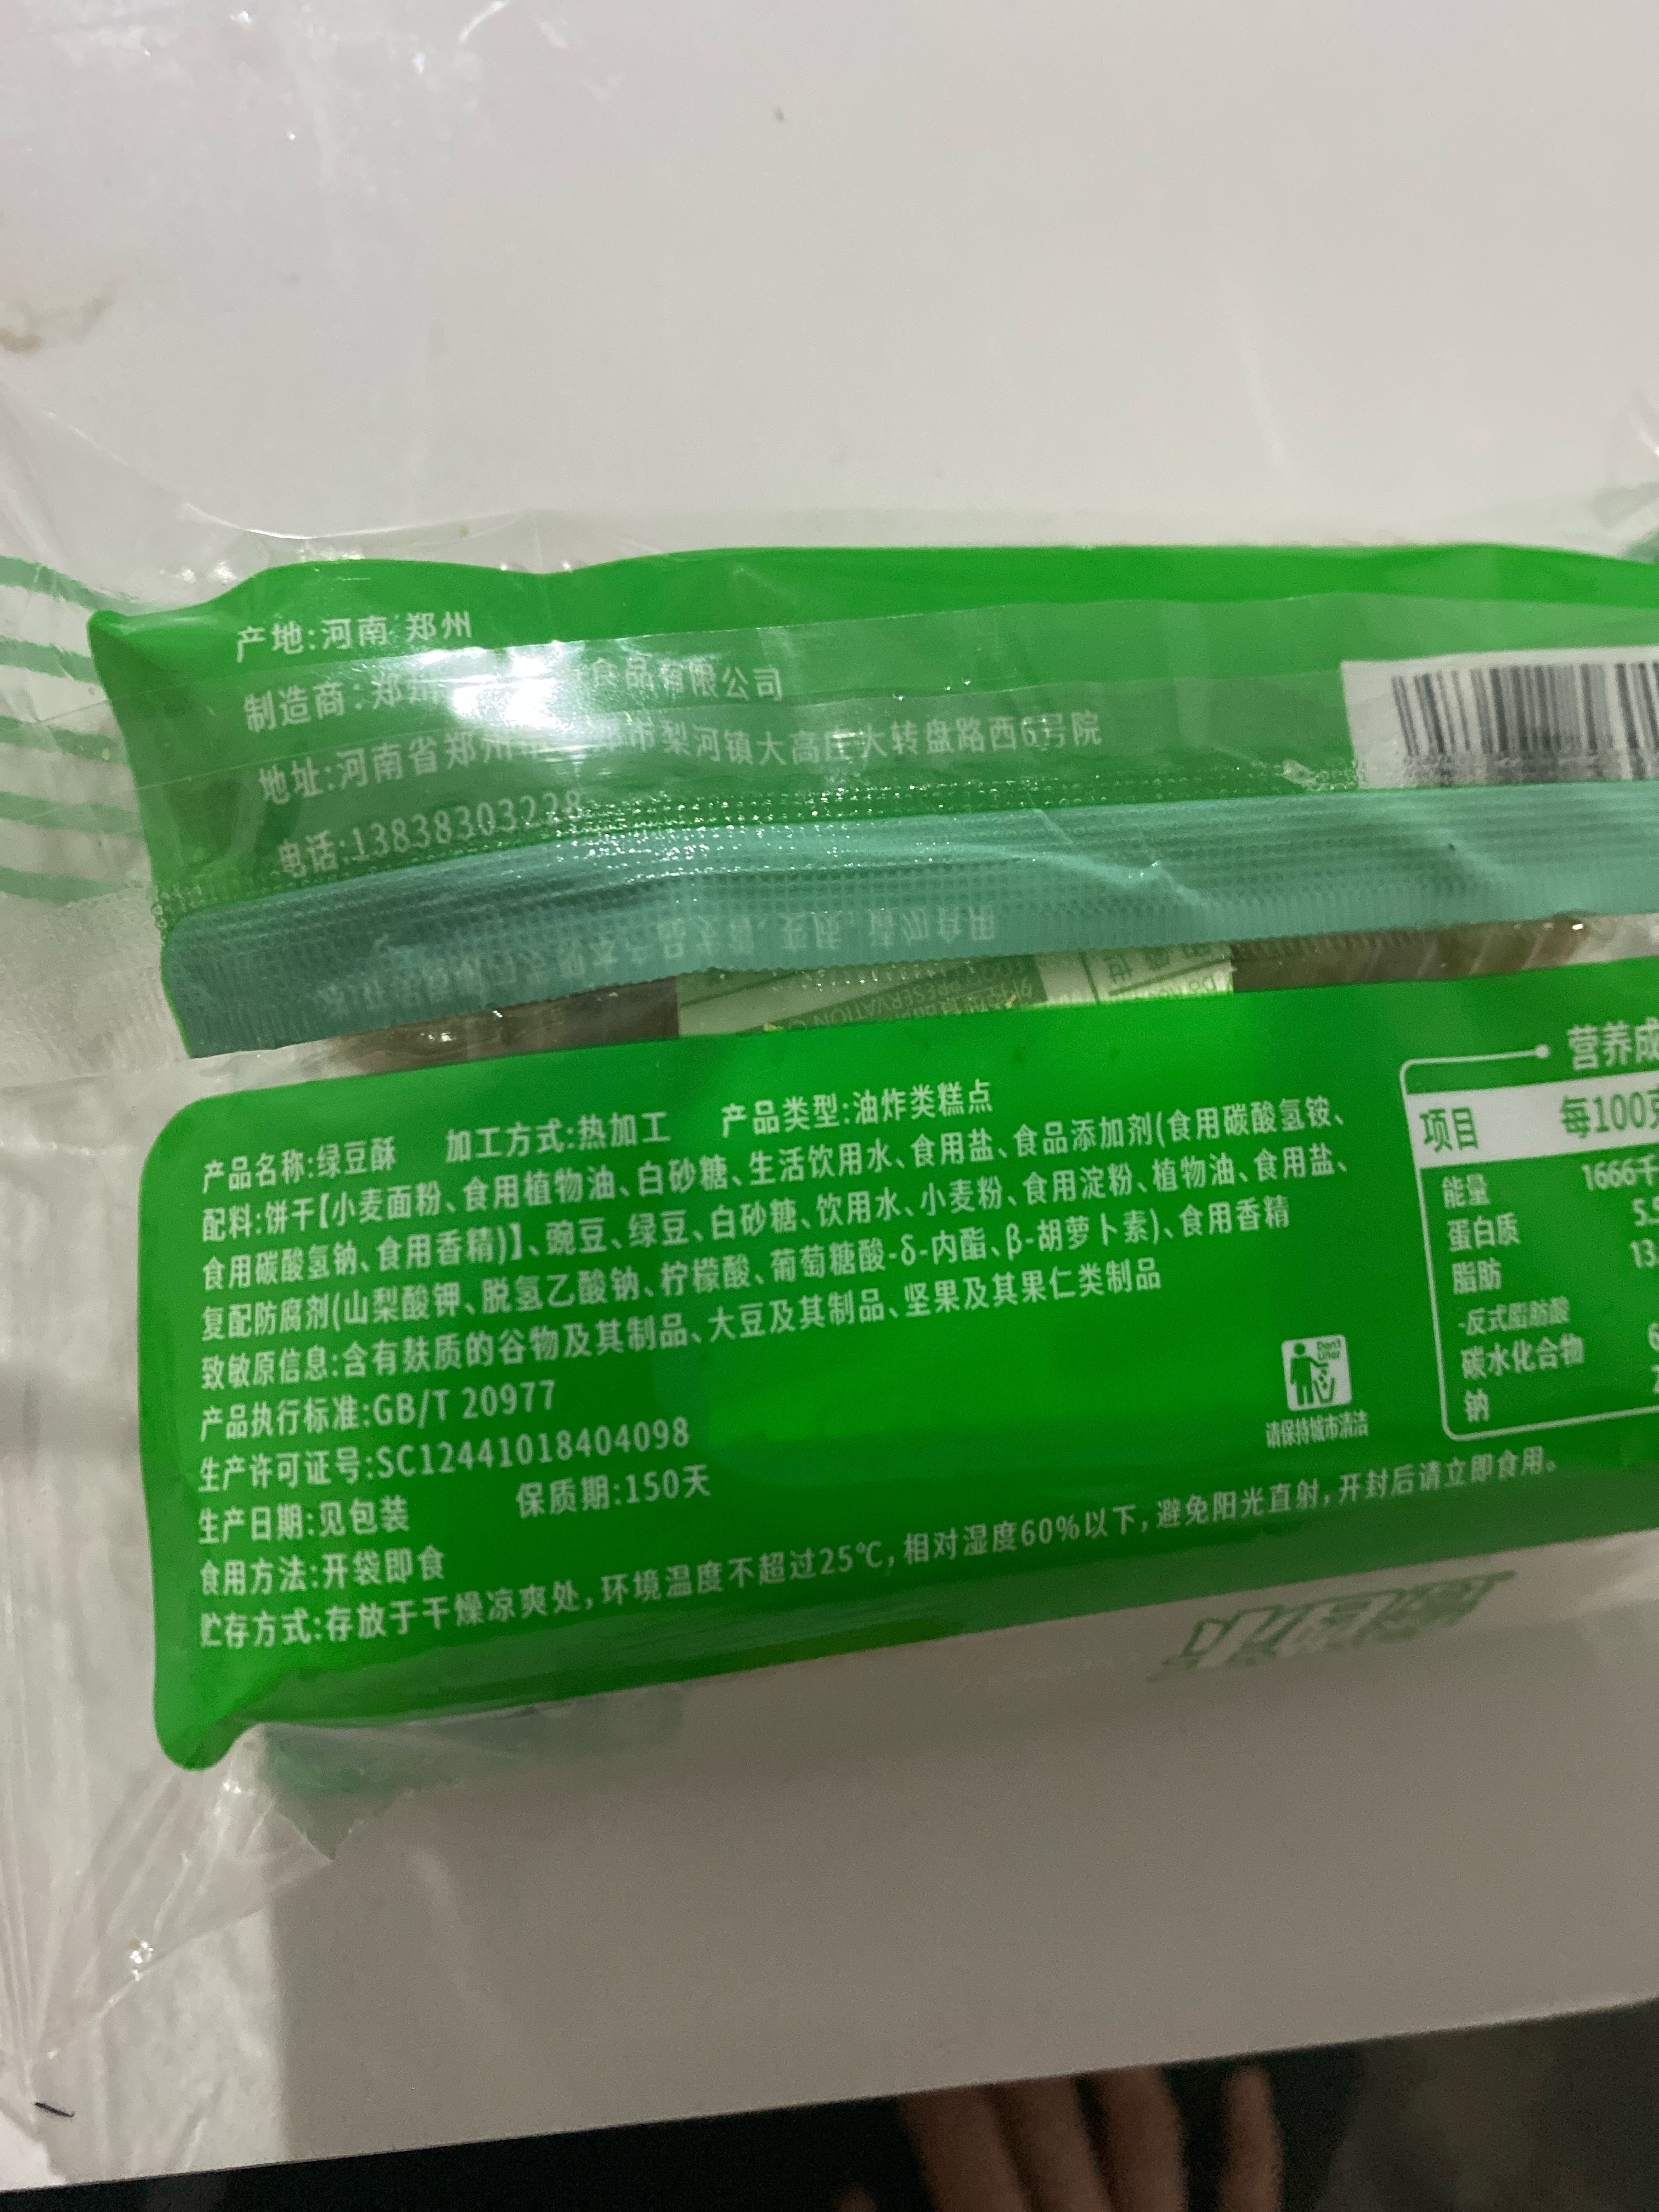 产地:河南 郑州
制造商:郑州 食品有限公司
地址:河南省郑州 市梨河镇大高庄大转盘路西6号院
电话:13838303228
产品名称:绿豆酥 加工方式:热加工 产品类型:油炸类糕点
配料:饼干【小麦面粉、食用植物油、白砂糖、生活饮用水、食用盐、食品添加剂(食用碳酸氢铵、
食用碳酸氢钠、食用香精)】、豌豆、绿豆、白砂糖、饮用水、小麦粉、食用淀粉、植物油、食用盐、
复配防腐剂(山梨酸钾、脱氢乙酸钠、柠檬酸、葡萄糖酸-δ-内酯、β-胡萝卜素)、食用香精
致敏原信息:含有麸质的谷物及其制品、大豆及其制品、坚果及其果仁类制品
产品执行标准:GB/T 20977
生产许可证号:SC12441018404098
生产日期:见包装 保质期:150天
食用方法:开袋即食
贮存方式:存放于干燥凉爽处,环境温度不超过25℃,相对湿度60%以下,避免阳光直射,开封后请立即食用。
Don't Litter
请保持城市清洁
营养成
项目 每100克
能量 1666千
蛋白质 5.5
脂肪 13.
-反式脂肪酸
碳水化合物 6
钠